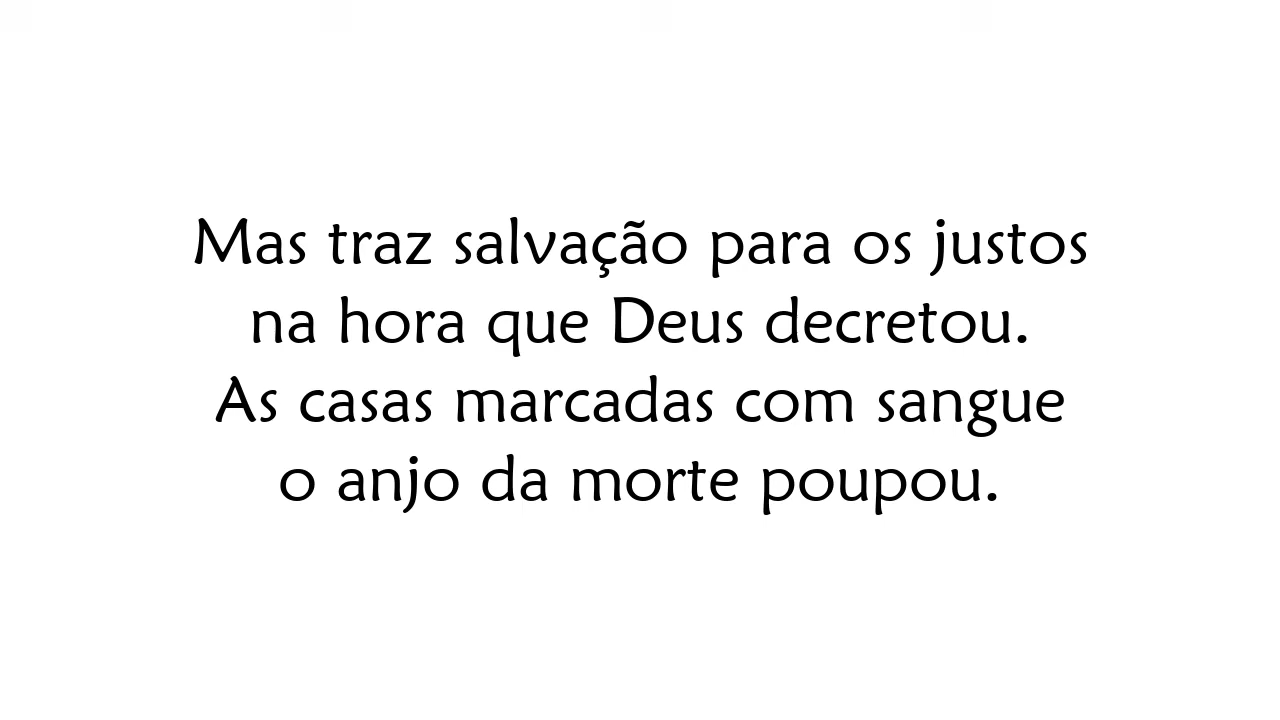 Mas traz salvação para os justos
na hora que Deus decretou.
As casas marcadas com sangue
o anjo da morte poupou.